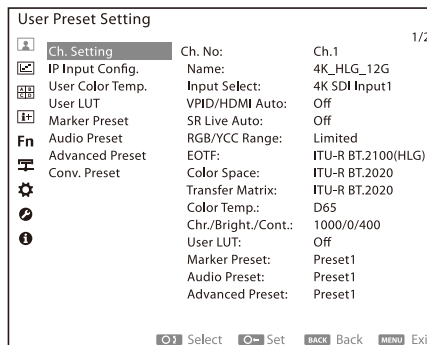 User Preset Setting
1/2
Ch. Setting
IP Input Config.
User Color Temp.
User LUT
Marker Preset
Audio Preset
Advanced Preset
Conv. Preset
Fn
Ch. No: Ch.1
Name: 4K_HLG_12G
Input Select: 4K SDI Input1
VPID/HDMI Auto: Off
SR Live Auto: Off
RGB/YCC Range: Limited
EOTF: ITU-R BT.2100(HLG)
Color Space: ITU-R BT.2020
Transfer Matrix: ITU-R BT.2020
Color Temp.: D65
Chr./Bright./Cont.: 1000/0/400
User LUT: Off
Marker Preset: Preset1
Audio Preset: Preset1
Advanced Preset: Preset1
Select Set BACK Back MENU Exi